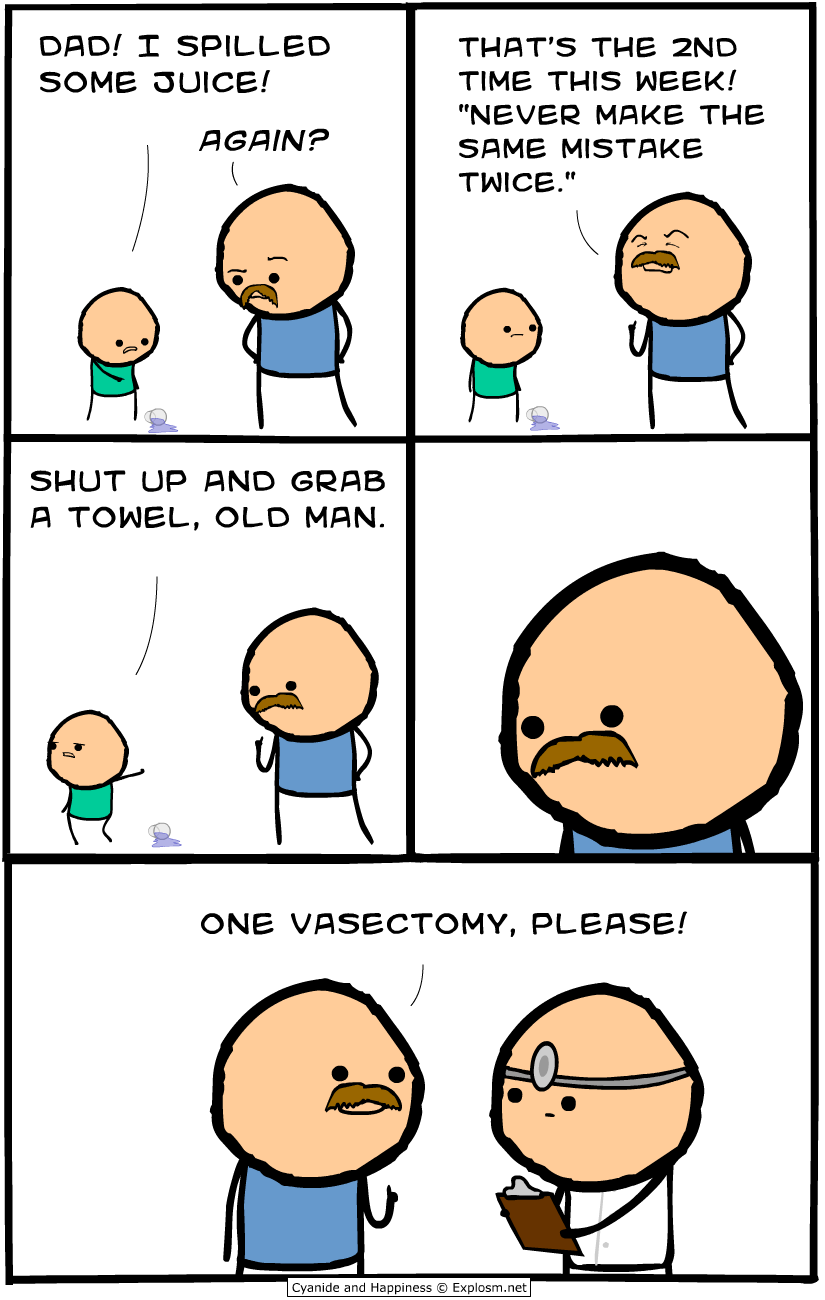 DAD! I SPILLED
SOME JUICE!
AGAIN?
THAT'S THE 2ND
TIME THIS WEEK!
"NEVER MAKE THE
SAME MISTAKE
TWICE."
SHUT UP AND GRAB
A TOWEL, OLD MAN.
ONE VASECTOMY, PLEASE!
Cyanide and Happiness © Explosm.net